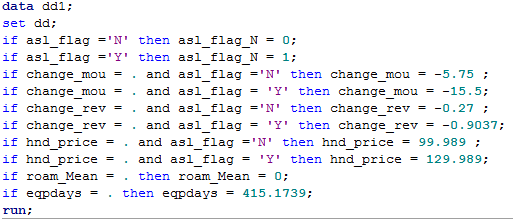 data dd1;
set dd;
if asl_flag ='N' then asl_flag_N = 0;
if asl_flag ='Y' then asl_flag_N = 1;
if change_mou = . and asl_flag ='N' then change_mou = -5.75 ;
if change_mou = . and asl_flag = 'Y' then change_mou = -15.5;
if change_rev = . and asl_flag ='N' then change_rev = -0.27 ;
if change_rev = . and asl_flag = 'Y' then change_rev = -0.9037;
if hnd_price = . and asl_flag ='N' then hnd_price = 99.989 ;
if hnd_price = . and asl_flag = 'Y' then hnd_price = 129.989;
if roam_Mean = . then roam_Mean = 0;
if eqpdays = . then eqpdays = 415.1739;
run;